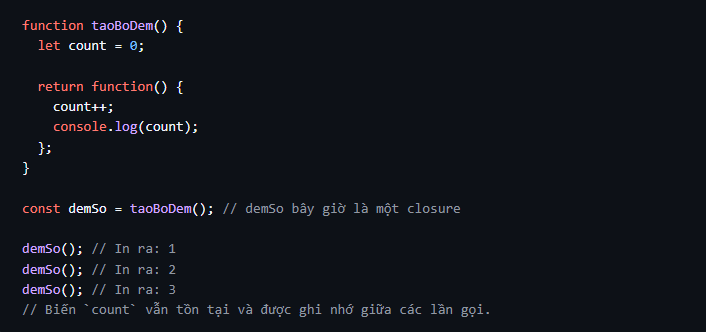 function taoBoDem() {
  let count = 0;

  return function() {
    count++;
    console.log(count);
  };
}

const demSo = taoBoDem(); // demSo bây giờ là một closure

demSo(); // In ra: 1
demSo(); // In ra: 2
demSo(); // In ra: 3
// Biến `count` vẫn tồn tại và được ghi nhớ giữa các lần gọi.